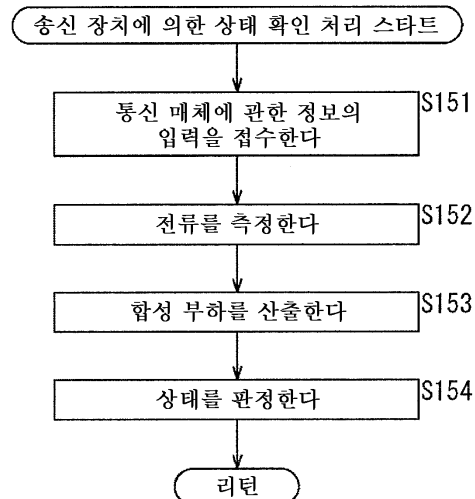 송신 장치에 의한 상태 확인 처리 스타트
S151
통신 매체에 관한 정보의
입력을 접수한다
S152
전류를 측정한다
S153
합성 부하를 산출한다
S154
상태를 판정한다
리턴